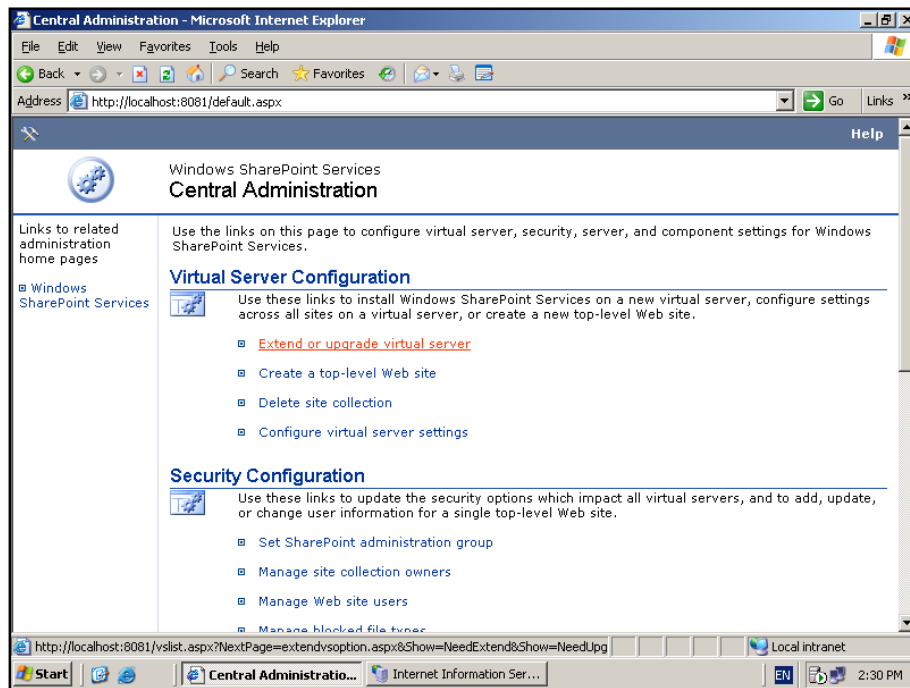 Central Administration - Microsoft Internet Explorer
File Edit View Favorites Tools Help
Back Search Favorites
Address http://localhost:8081/default.aspx Go Links »
Help
Windows SharePoint Services
Central Administration
Links to related
administration
home pages
Windows
SharePoint Services
Use the links on this page to configure virtual server, security, server, and component settings for Windows
SharePoint Services.
Virtual Server Configuration
Use these links to install Windows SharePoint Services on a new virtual server, configure settings
across all sites on a virtual server, or create a new top-level Web site.
Extend or upgrade virtual server
Create a top-level Web site
Delete site collection
Configure virtual server settings
Security Configuration
Use these links to update the security options which impact all virtual servers, and to add, update,
or change user information for a single top-level Web site.
Set SharePoint administration group
Manage site collection owners
Manage Web site users
Manage blocked file types
http://localhost:8081/vslist.aspx?NextPage=extendvsoption.aspx&Show=NeedExtend&Show=NeedUpg Local intranet
Start Central Administratio... Internet Information Ser... EN 2:30 PM